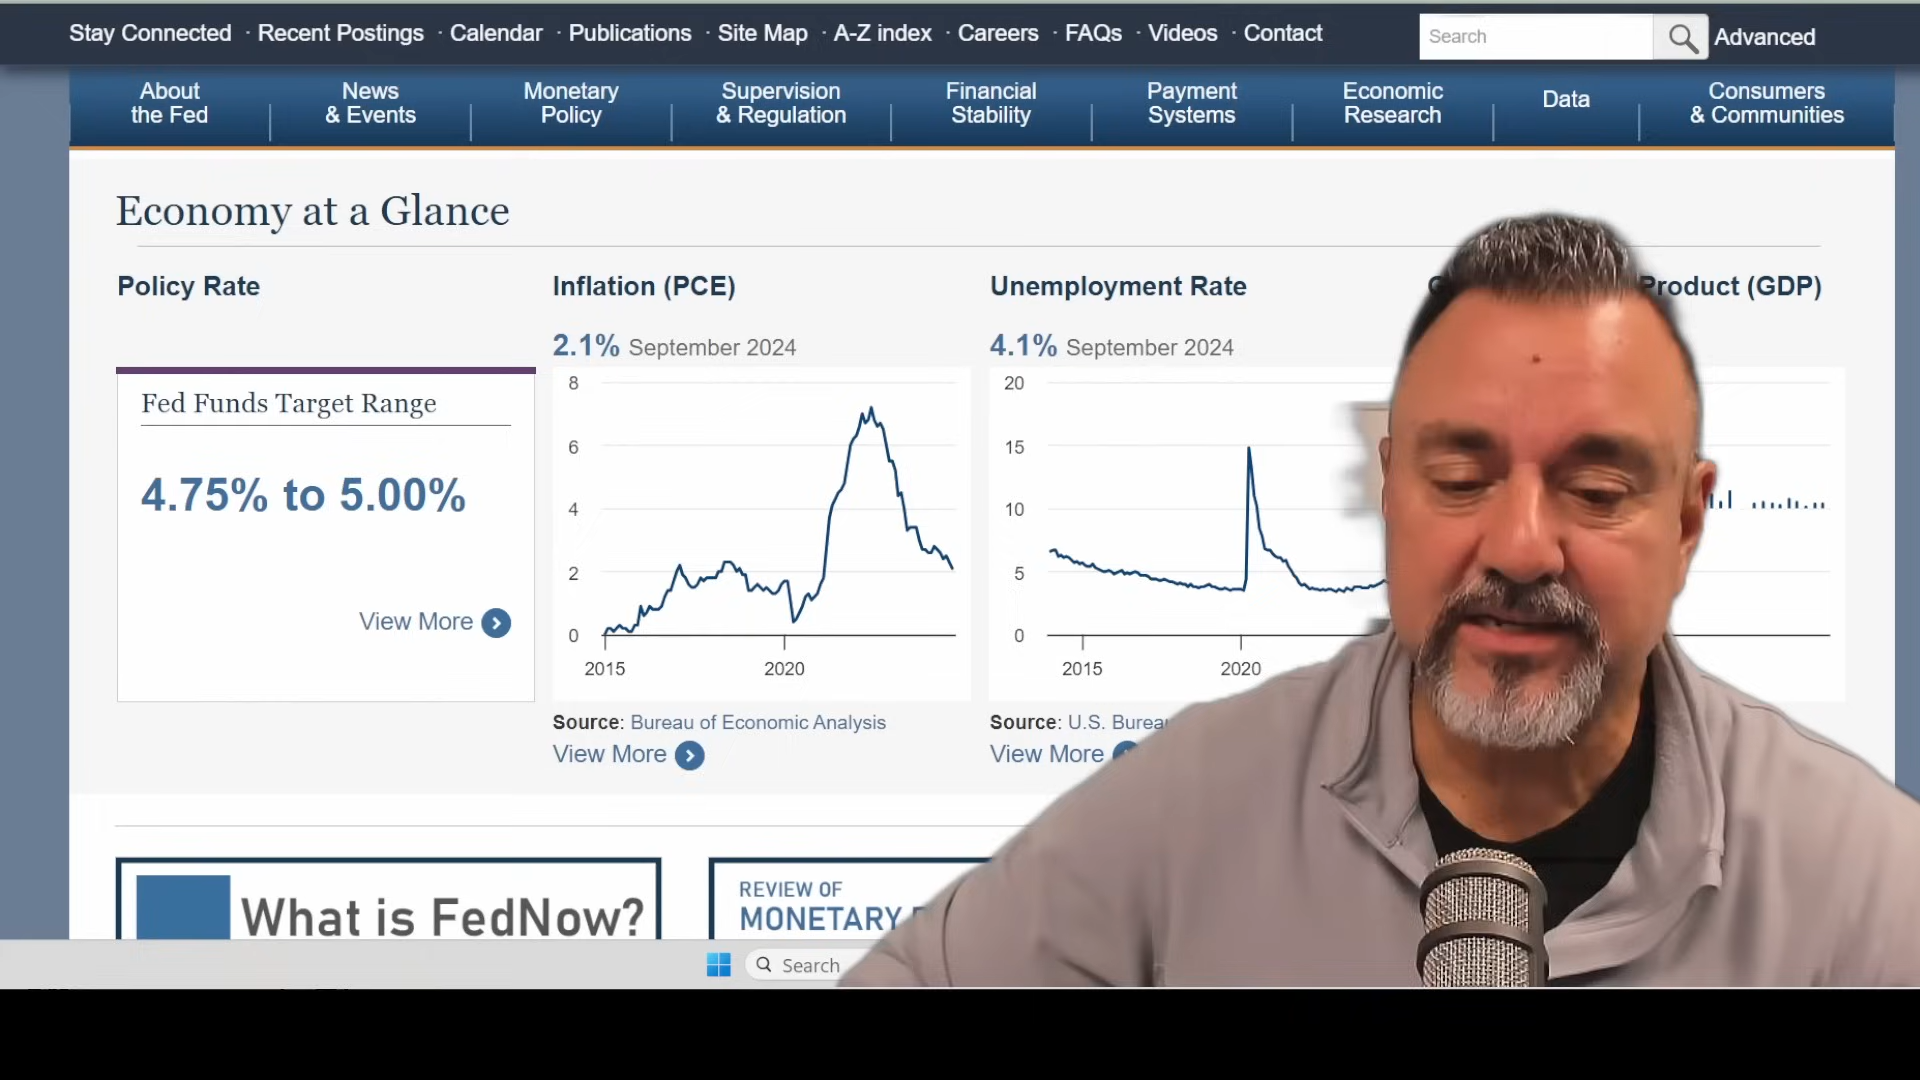 Stay Connected · Recent Postings · Calendar · Publications · Site Map · A-Z index · Careers · FAQs · Videos · Contact
Search
Advanced
About
the Fed
News
& Events
Monetary
Policy
Supervision
& Regulation
Financial
Stability
Payment
Systems
Economic
Research
Data
Consumers
& Communities
Economy at a Glance
Policy Rate
Fed Funds Target Range
4.75% to 5.00%
View More
Inflation (PCE)
2.1% September 2024
8
6
4
2
0
2015
2020
Source: Bureau of Economic Analysis
View More
Unemployment Rate
4.1% September 2024
20
15
10
5
0
2015
2020
Source: U.S.
View More
Product (GDP)
What is FedNow?
REVIEW OF
MONETARY
Search